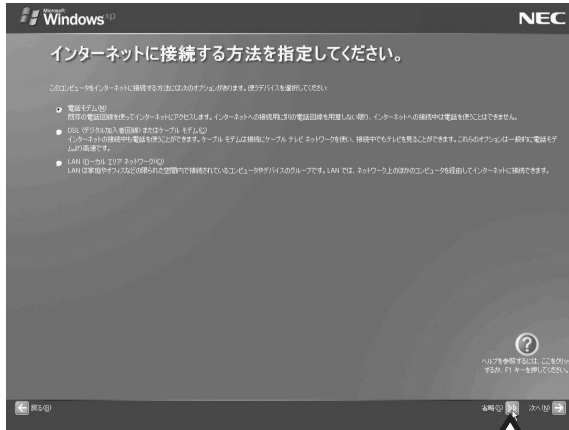 Microsoft
Windows xp
NEC
インターネットに接続する方法を指定してください。
このコンピュータをインターネットに接続する方法には次のオプションがあります。使うデバイスを選択してください:
電話モデム(M)
既存の電話回線を使ってインターネットにアクセスします。インターネットへの接続用に別の電話回線を用意しない限り、インターネットへの接続中は電話を使うことはできません。
DSL (デジタル加入者回線) またはケーブル モデム(C)
インターネットの接続中も電話を使うことができます。ケーブル モデムは接続にケーブル テレビ ネットワークを使い、接続中でもテレビを見ることができます。これらのオプションは一般的に電話モデ
ムより高速です。
LAN (ローカル エリア ネットワーク)(O)
LAN は家庭やオフィスなどの限られた空間内で接続されているコンピュータやデバイスのグループです。LAN では、ネットワーク上のほかのコンピュータを経由してインターネットに接続できます。
ヘルプを参照するには、ここをクリッ
するか、F1 キーを押してください。
戻る(B)
省略(S)
次へ(N)